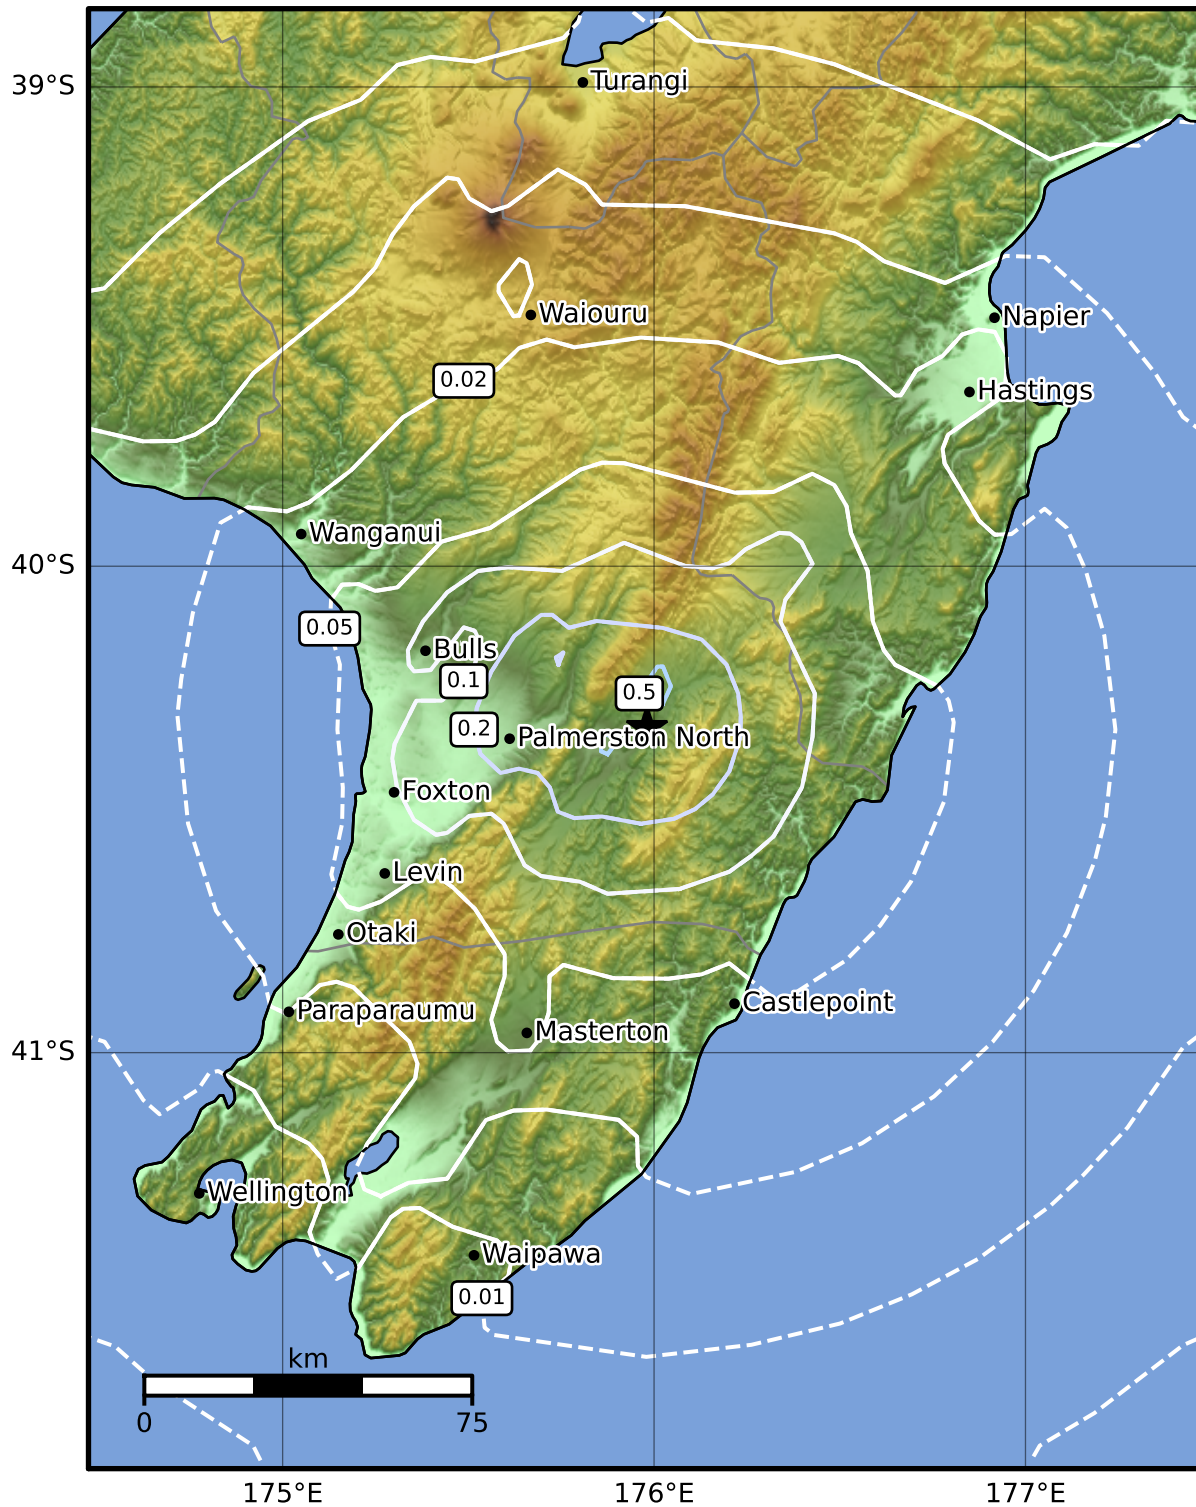 39°S
Turangi
Waiouru
Napier
0.02
Hastings
Wanganui
40°S
0.05
Bulls
0.1
0.5
0.2
Palmerston North
Foxton
Levin
Otaki
Castlepoint
Paraparaumu
Masterton
41°S
Wellington
Waipawa
0.01
km
0 75
175°E 176°E 177°E